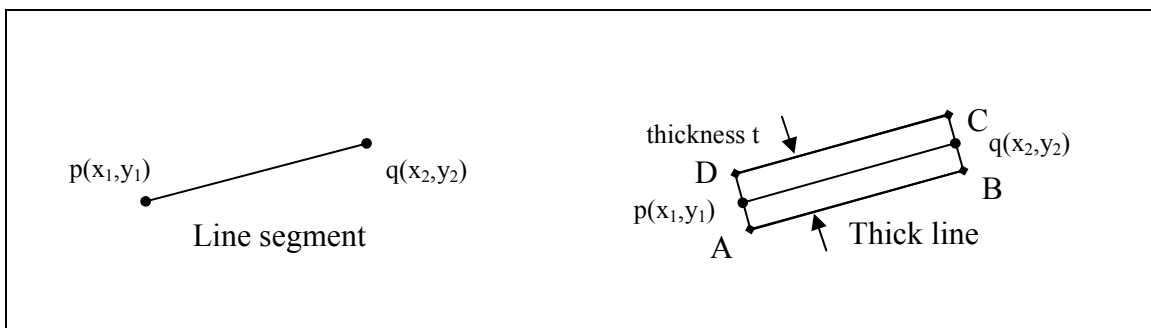 p(x₁,y₁)
q(x₂,y₂)
Line segment
thickness t
C
q(x₂,y₂)
D
B
p(x₁,y₁)
A
Thick line